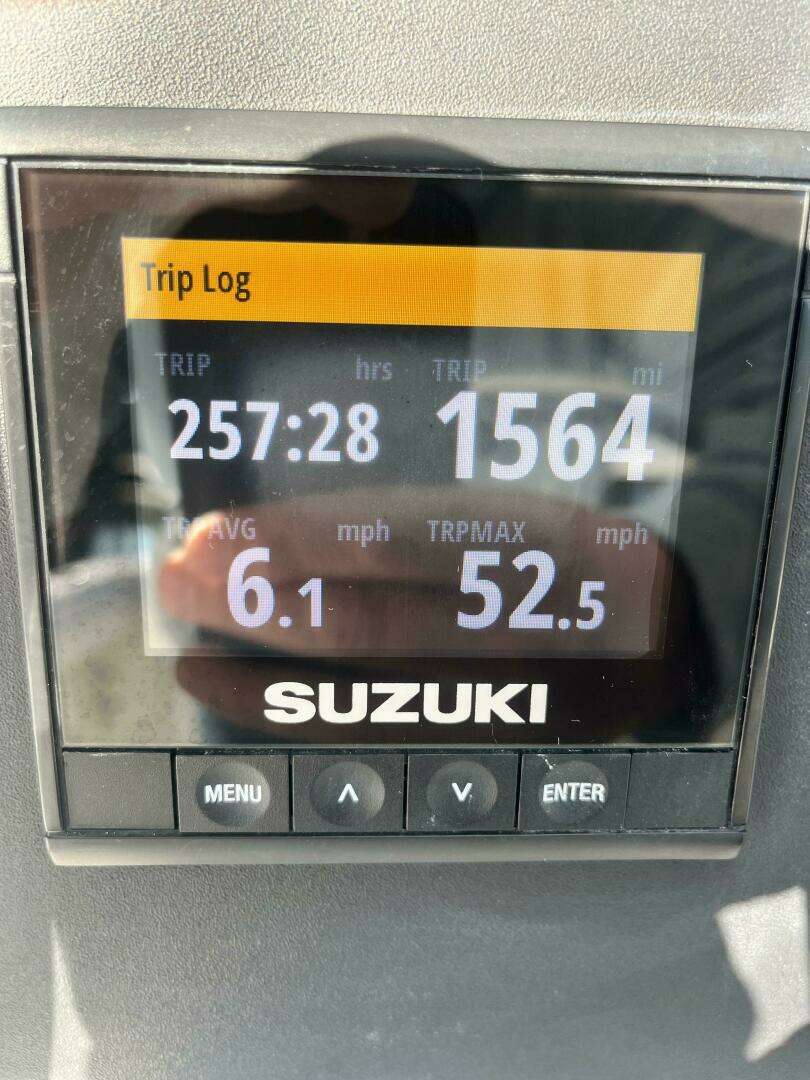 Trip Log
TRIP hrs TRIP mi
257:28 1564
TRPAVG mph TRPMAX mph
6.1 52.5
SUZUKI
MENU ∧ ∨ ENTER